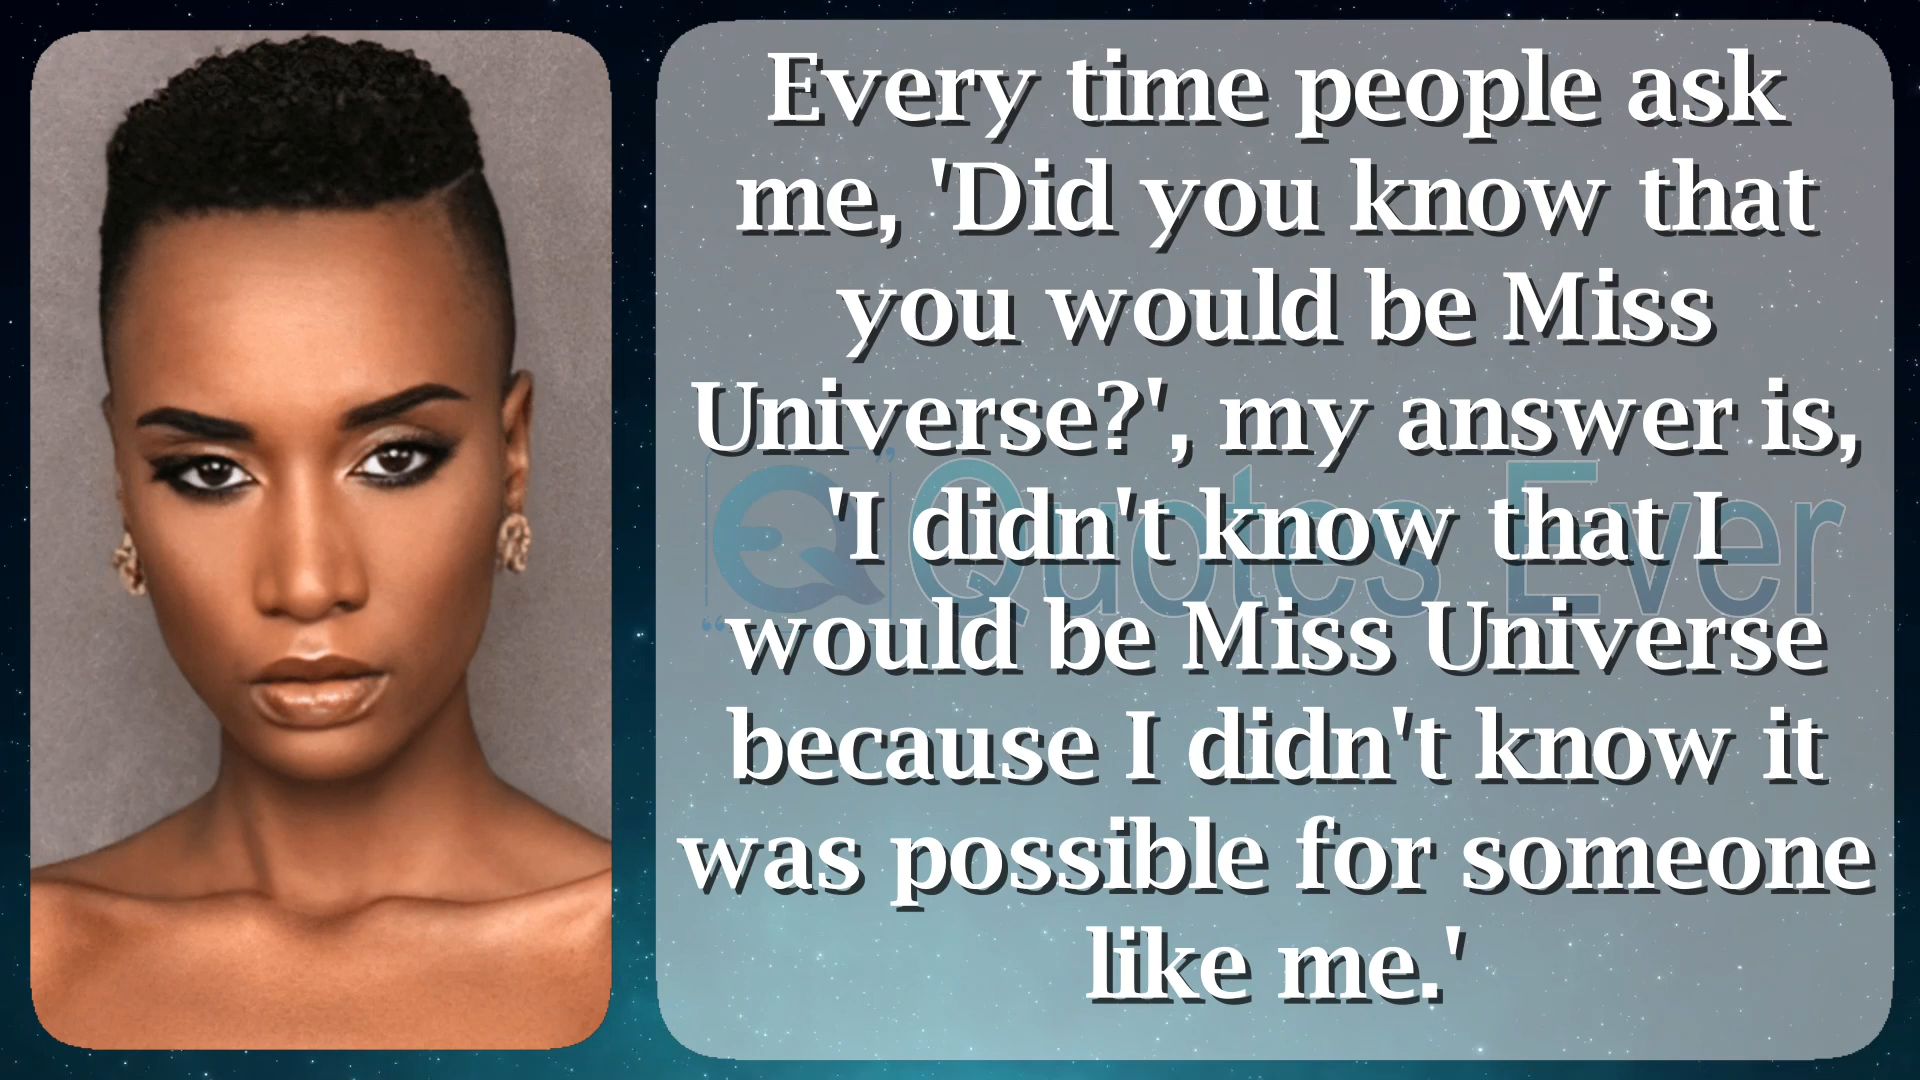 Every time people ask
me, 'Did you know that
you would be Miss
Universe?', my answer is,
'I didn't know that I
would be Miss Universe
because I didn't know it
was possible for someone
like me.'
EQ Quotes Ever